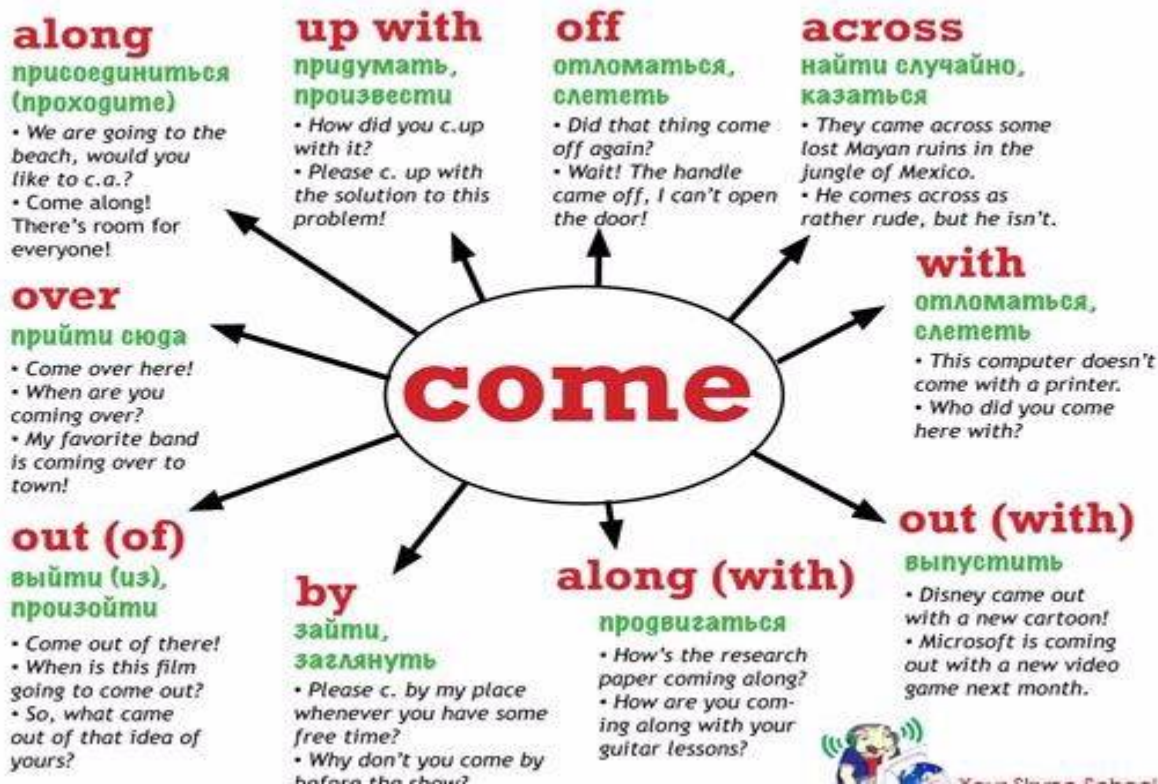 along
присоединиться
(проходите)
• We are going to the
beach, would you
like to c.a.?
• Come along!
There's room for
everyone!
up with
придумать,
произвести
• How did you c.up
with it?
• Please c. up with
the solution to this
problem!
off
отломаться,
слететь
• Did that thing come
off again?
• Wait! The handle
came off, I can't open
the door!
across
найти случайно,
казаться
• They came across some
lost Mayan ruins in the
jungle of Mexico.
• He comes across as
rather rude, but he isn't.
over
прийти сюда
• Come over here!
• When are you
coming over?
• My favorite band
is coming over to
town!
come
with
отломаться,
слететь
• This computer doesn't
come with a printer.
• Who did you come
here with?
out (of)
выйти (из),
произойти
• Come out of there!
• When is this film
going to come out?
• So, what came
out of that idea of
yours?
by
зайти,
заглянуть
• Please c. by my place
whenever you have some
free time?
• Why don't you come by
before the show?
along (with)
продвигаться
• How's the research
paper coming along?
• How are you com-
ing along with your
guitar lessons?
out (with)
выпустить
• Disney came out
with a new cartoon!
• Microsoft is coming
out with a new video
game next month.